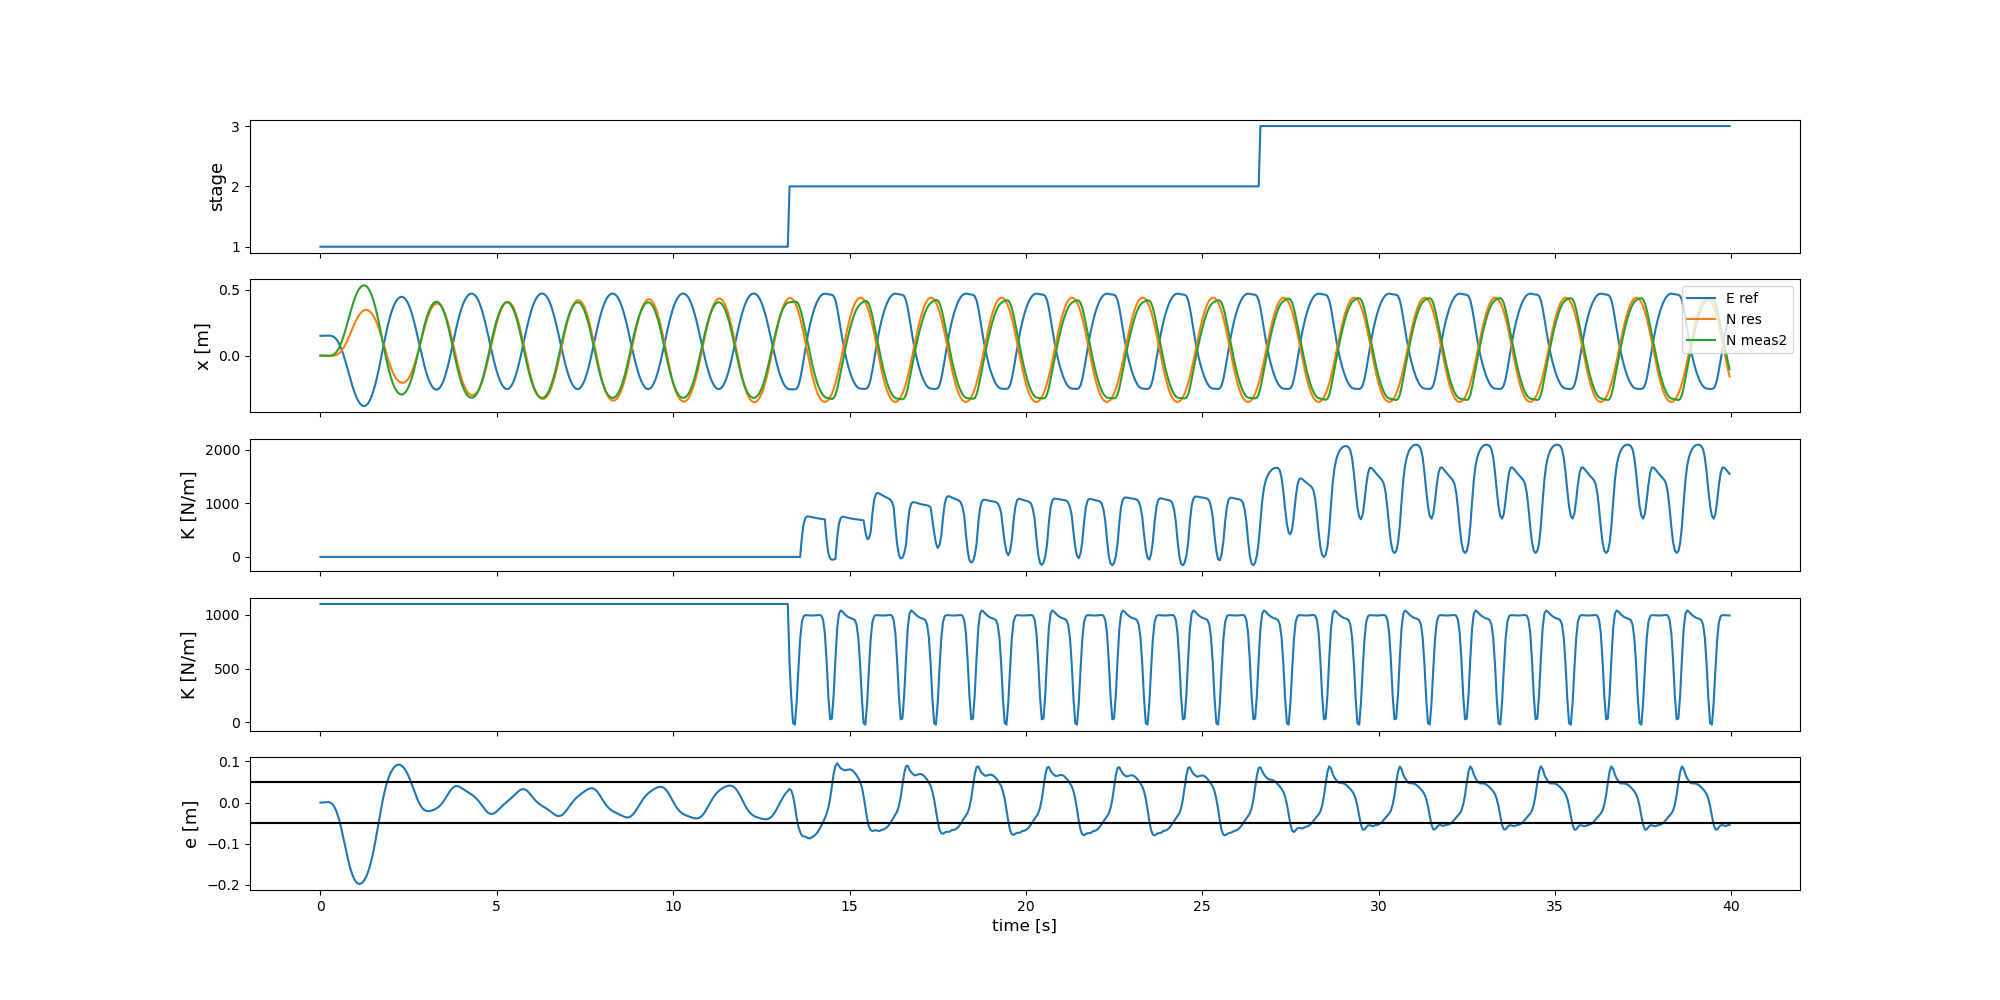 stage
3
2
1
x [m]
0.5
0.0
E ref
N res
N meas2
K [N/m]
2000
1000
0
K [N/m]
1000
500
0
e [m]
0.1
0.0
−0.1
−0.2
0 5 10 15 20 25 30 35 40
time [s]